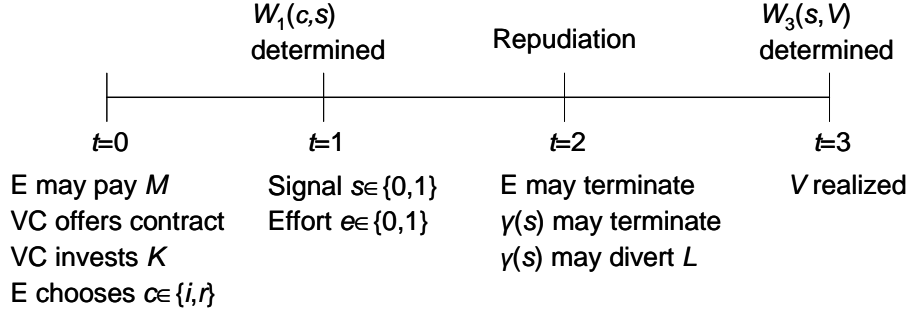 W₁(c,s)
determined
Repudiation
W₃(s,V)
determined
t=0
t=1
t=2
t=3
E may pay M
VC offers contract
VC invests K
E chooses c∈{i,r}
Signal s∈{0,1}
Effort e∈{0,1}
E may terminate
γ(s) may terminate
γ(s) may divert L
V realized